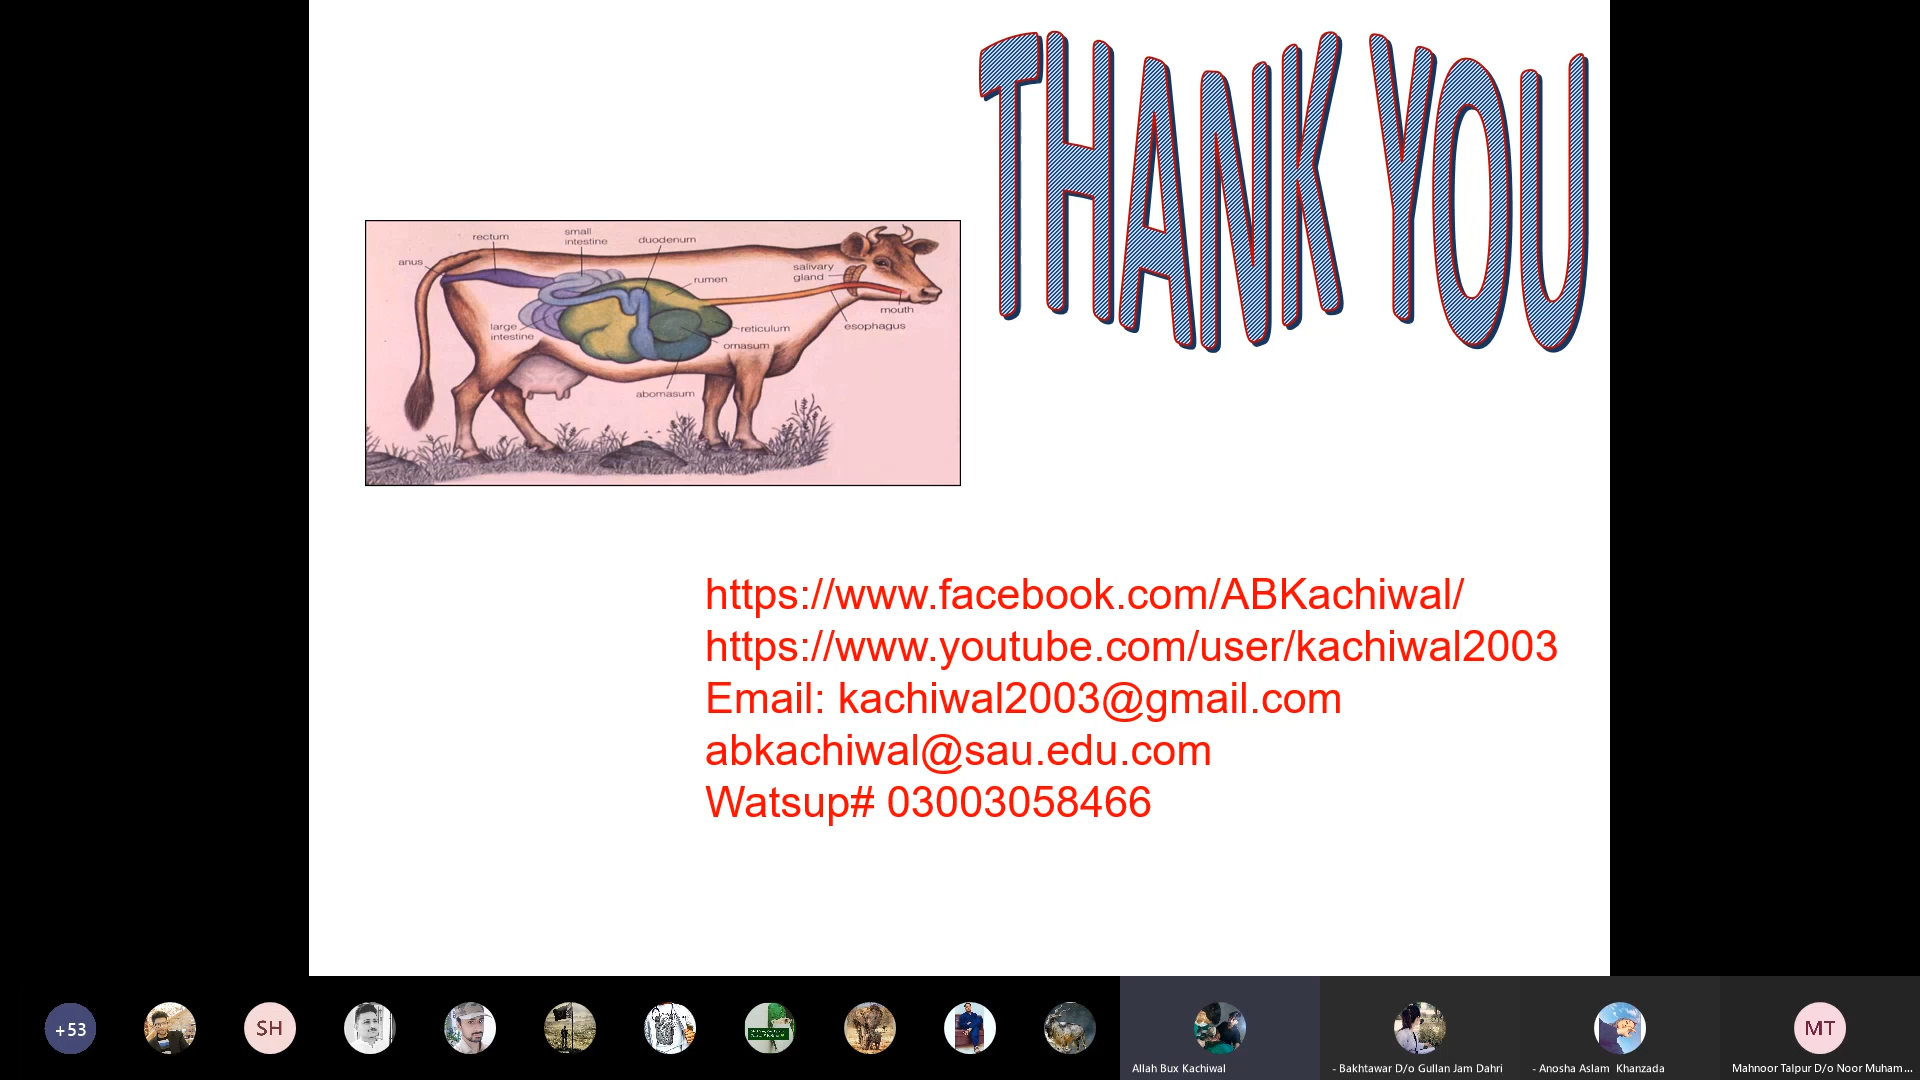 THANK YOU
rectum
small
intestine
duodenum
anus
rumen
salivary
gland
mouth
large
intestine
reticulum
esophagus
omasum
abomasum
https://www.facebook.com/ABKachiwal/
https://www.youtube.com/user/kachiwal2003
Email: kachiwal2003@gmail.com
abkachiwal@sau.edu.com
Watsup# 03003058466
+53
SH
MT
Allah Bux Kachiwal
- Bakhtawar D/o Gullan Jam Dahri
- Anosha Aslam Khanzada
Mahnoor Talpur D/o Noor Muham...